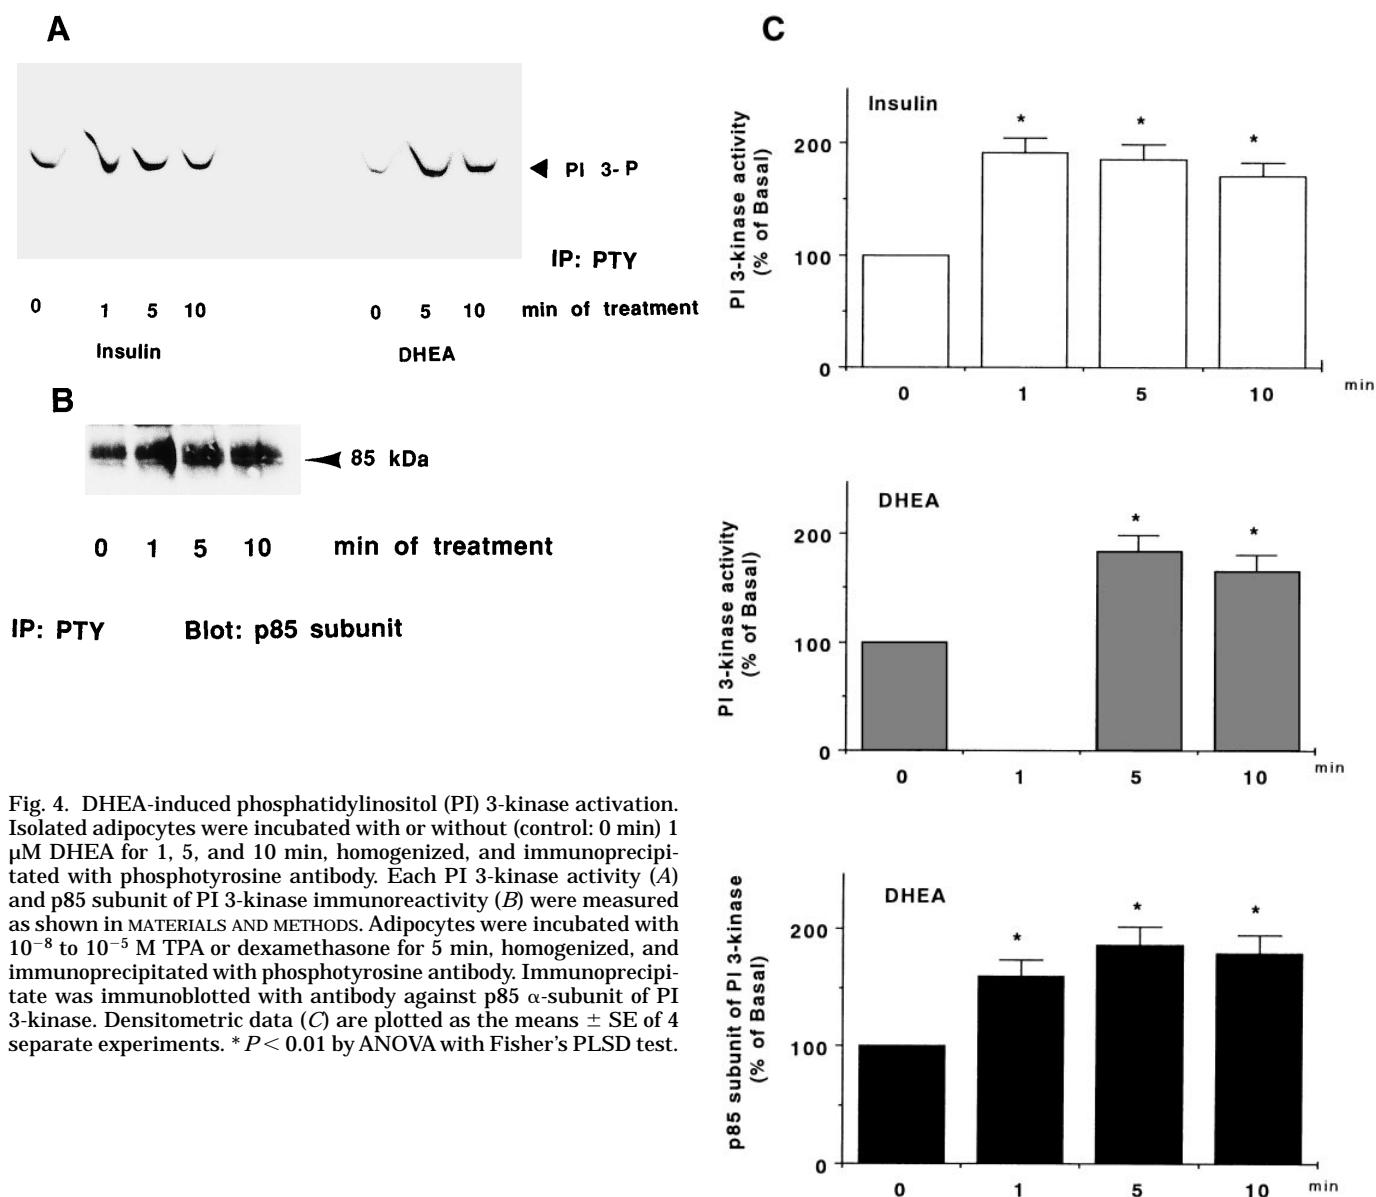 A
PI 3-P
IP: PTY
0 1 5 10 0 5 10 min of treatment
Insulin DHEA
B
85 kDa
0 1 5 10 min of treatment
IP: PTY Blot: p85 subunit
Fig. 4. DHEA-induced phosphatidylinositol (PI) 3-kinase activation.
Isolated adipocytes were incubated with or without (control: 0 min) 1
μM DHEA for 1, 5, and 10 min, homogenized, and immunoprecipi-
tated with phosphotyrosine antibody. Each PI 3-kinase activity (A)
and p85 subunit of PI 3-kinase immunoreactivity (B) were measured
as shown in MATERIALS AND METHODS. Adipocytes were incubated with
10⁻⁸ to 10⁻⁵ M TPA or dexamethasone for 5 min, homogenized, and
immunoprecipitated with phosphotyrosine antibody. Immunoprecipi-
tate was immunoblotted with antibody against p85 α-subunit of PI
3-kinase. Densitometric data (C) are plotted as the means ± SE of 4
separate experiments. * P < 0.01 by ANOVA with Fisher's PLSD test.
C
Insulin
PI 3-kinase activity
(% of Basal)
200
100
0
* * *
0 1 5 10 min
DHEA
PI 3-kinase activity
(% of Basal)
200
100
0
* *
0 1 5 10 min
DHEA
p85 subunit of PI 3-kinase
(% of Basal)
200
100
0
* * *
0 1 5 10 min